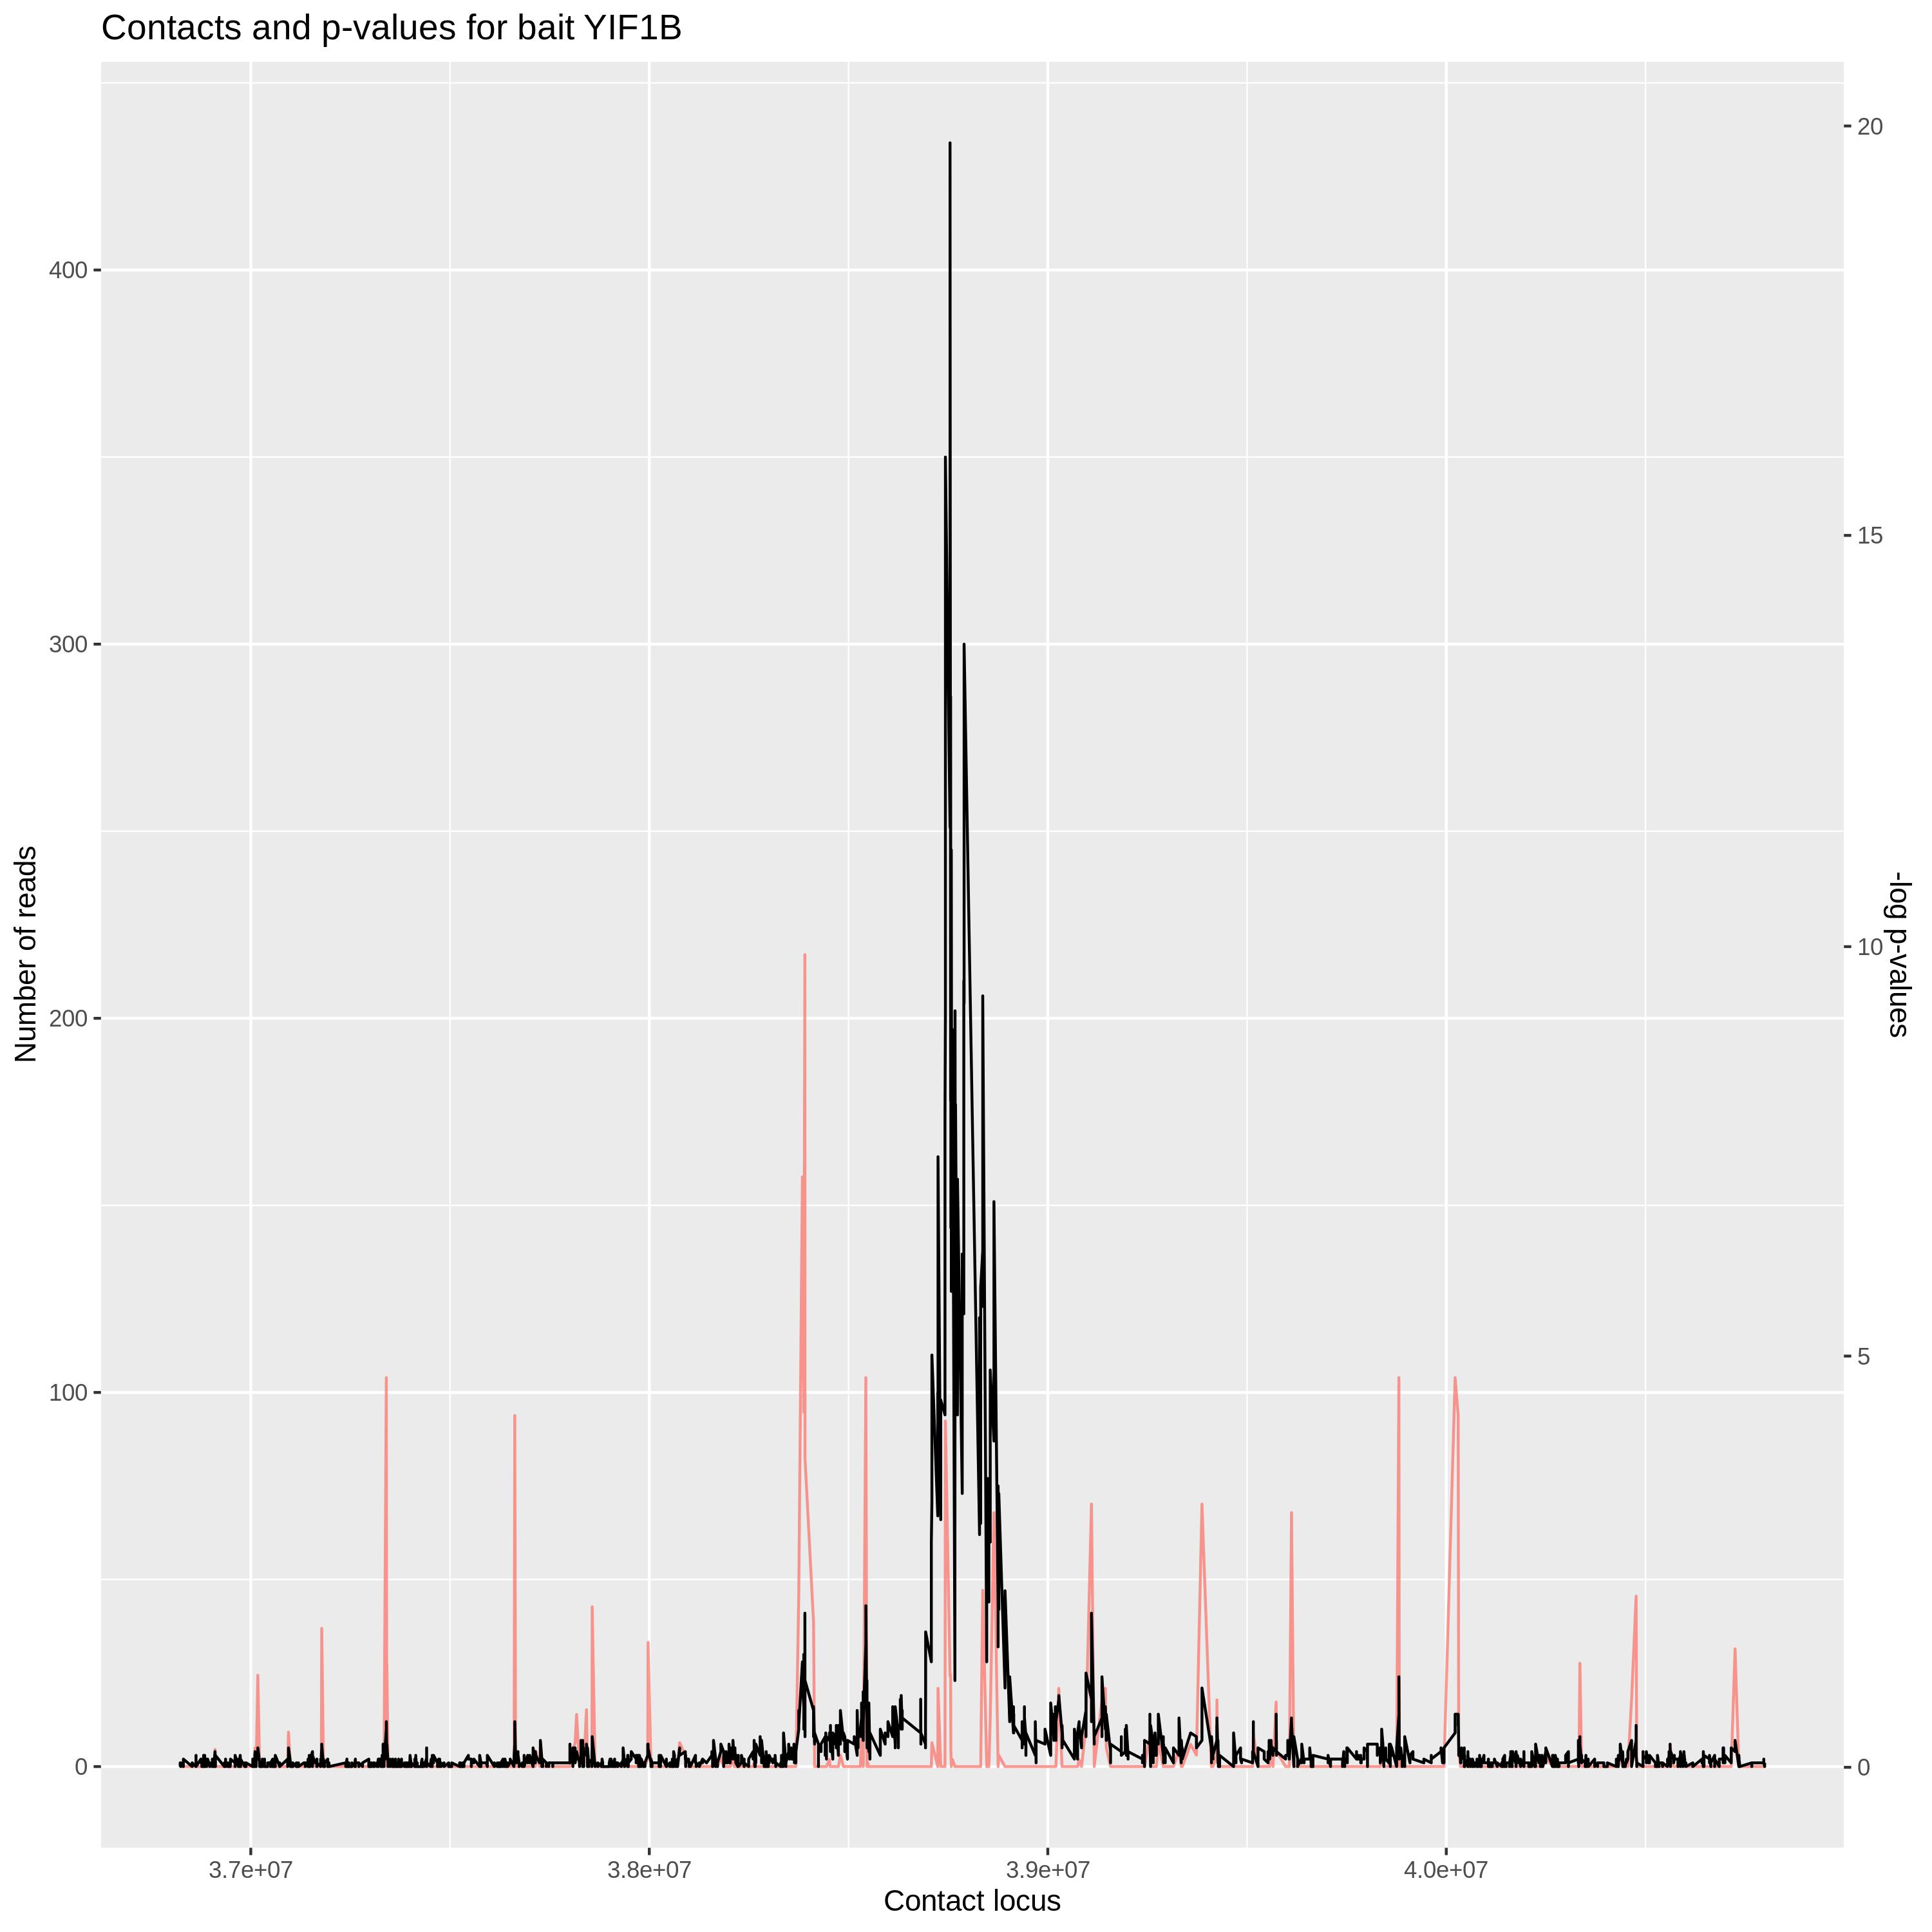 Contacts and p-values for bait YIF1B
Number of reads
400
300
200
100
0
20
15
10
5
0
-log p-values
3.7e+07
3.8e+07
3.9e+07
4.0e+07
Contact locus